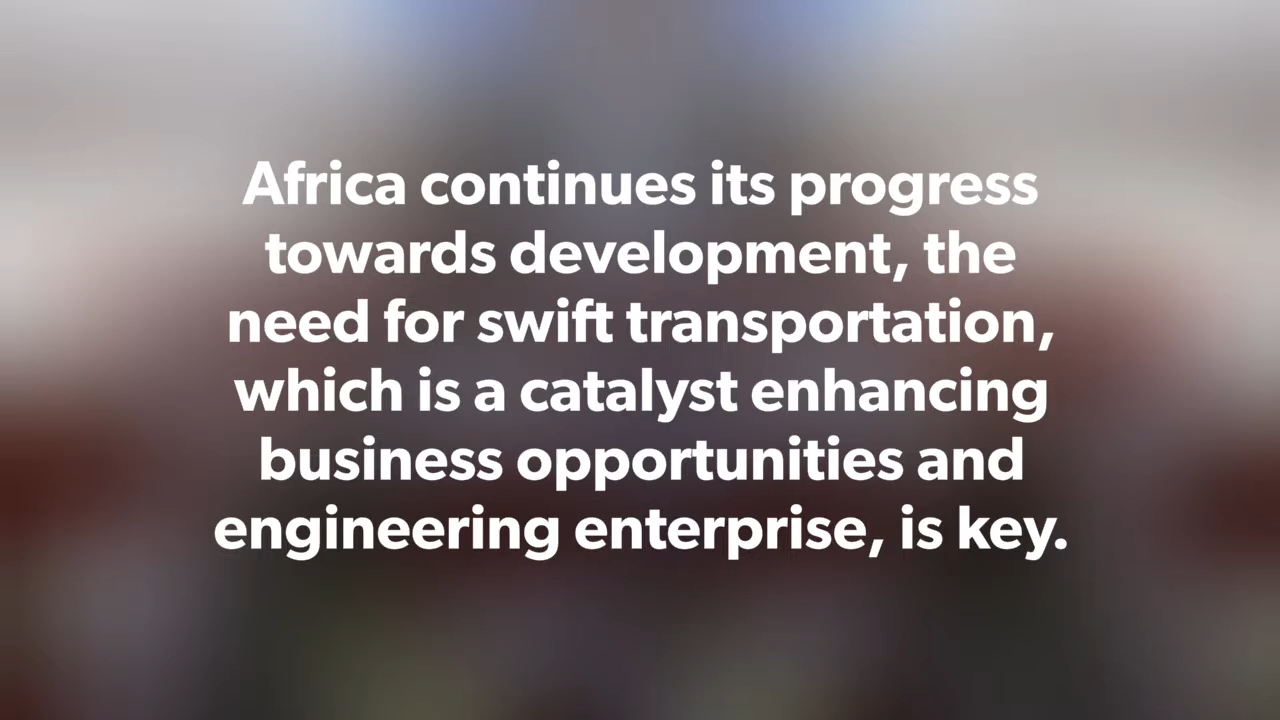 Africa continues its progress
towards development, the
need for swift transportation,
which is a catalyst enhancing
business opportunities and
engineering enterprise, is key.